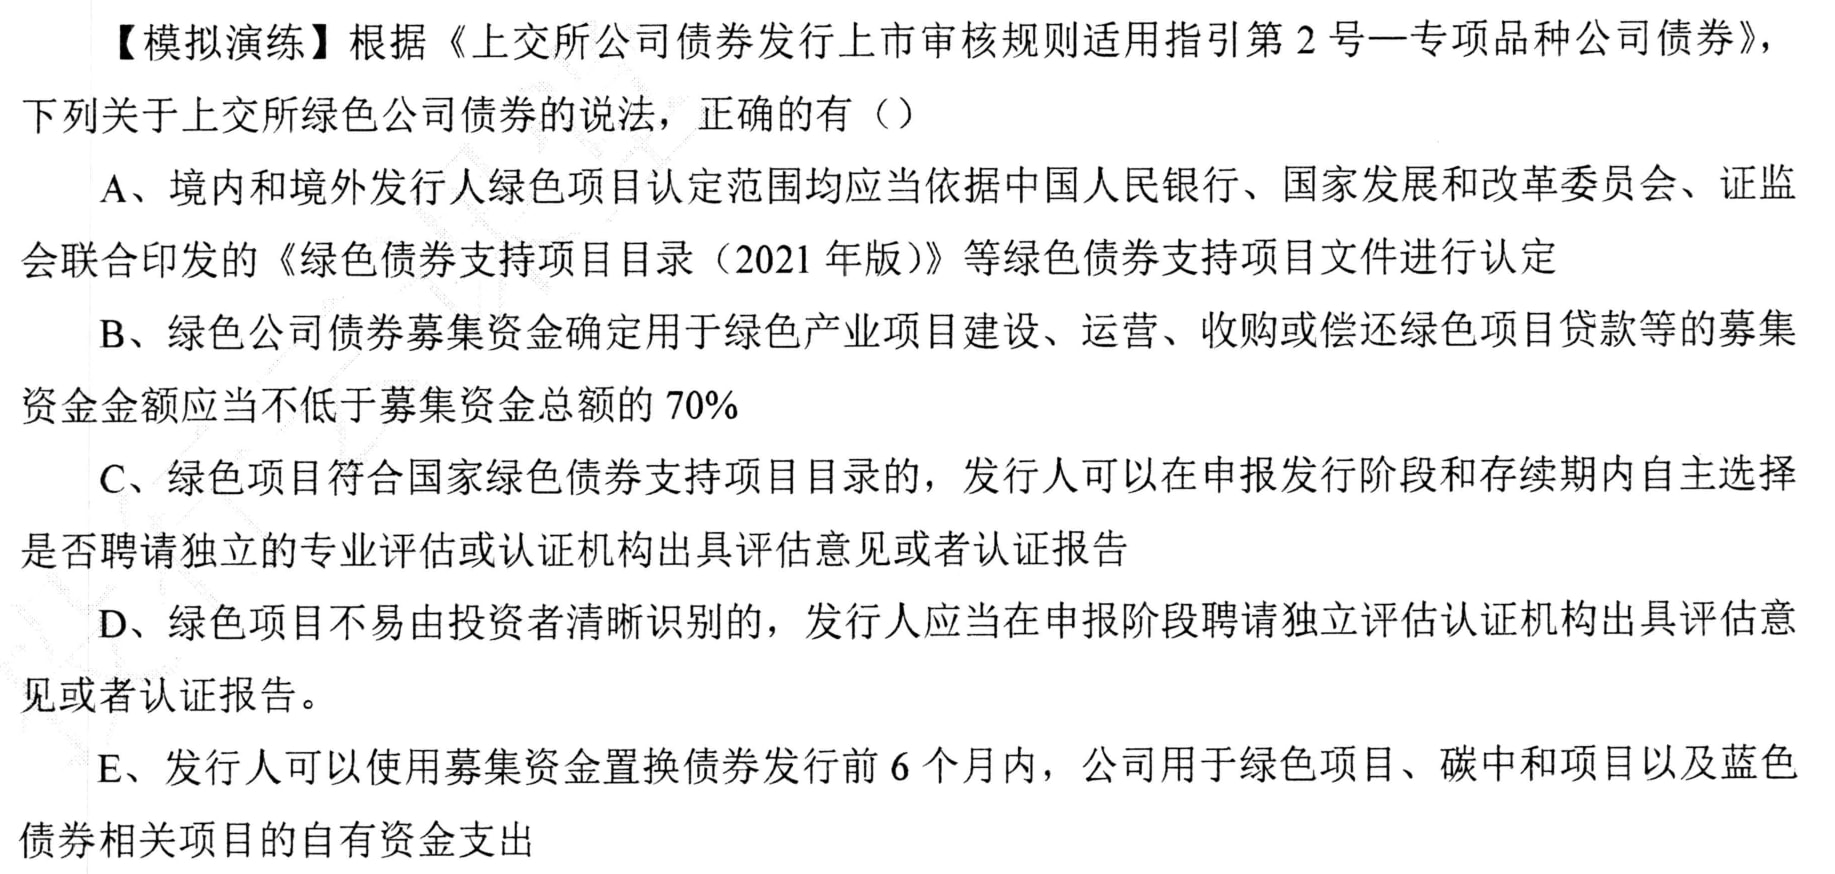 【模拟演练】根据《上交所公司债券发行上市审核规则适用指引第 2 号—专项品种公司债券》，
下列关于上交所绿色公司债券的说法，正确的有（）
A、境内和境外发行人绿色项目认定范围均应当依据中国人民银行、国家发展和改革委员会、证监
会联合印发的《绿色债券支持项目目录（2021 年版）》等绿色债券支持项目文件进行认定
B、绿色公司债券募集资金确定用于绿色产业项目建设、运营、收购或偿还绿色项目贷款等的募集
资金金额应当不低于募集资金总额的 70%
C、绿色项目符合国家绿色债券支持项目目录的，发行人可以在申报发行阶段和存续期内自主选择
是否聘请独立的专业评估或认证机构出具评估意见或者认证报告
D、绿色项目不易由投资者清晰识别的，发行人应当在申报阶段聘请独立评估认证机构出具评估意
见或者认证报告。
E、发行人可以使用募集资金置换债券发行前 6 个月内，公司用于绿色项目、碳中和项目以及蓝色
债券相关项目的自有资金支出